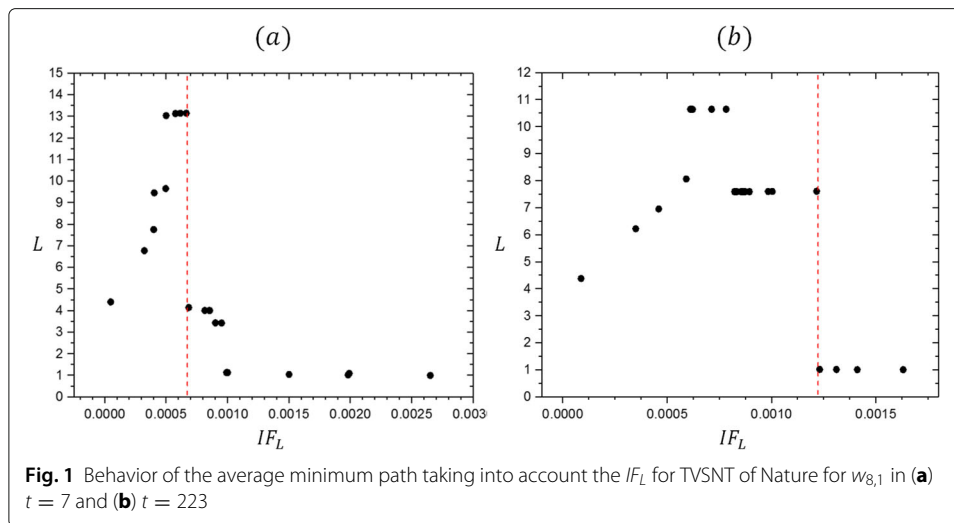 (a)
15
14
13
12
11
10
9
8
7
6
5
4
3
2
1
0
L
0.0000 0.0005 0.0010 0.0015 0.0020 0.0025 0.0030
IF_L
(b)
12
11
10
9
8
7
6
5
4
3
2
1
0
L
0.0000 0.0005 0.0010 0.0015
IF_L
Fig. 1 Behavior of the average minimum path taking into account the IF_L for TVSNT of Nature for w_{8,1} in (a)
t = 7 and (b) t = 223